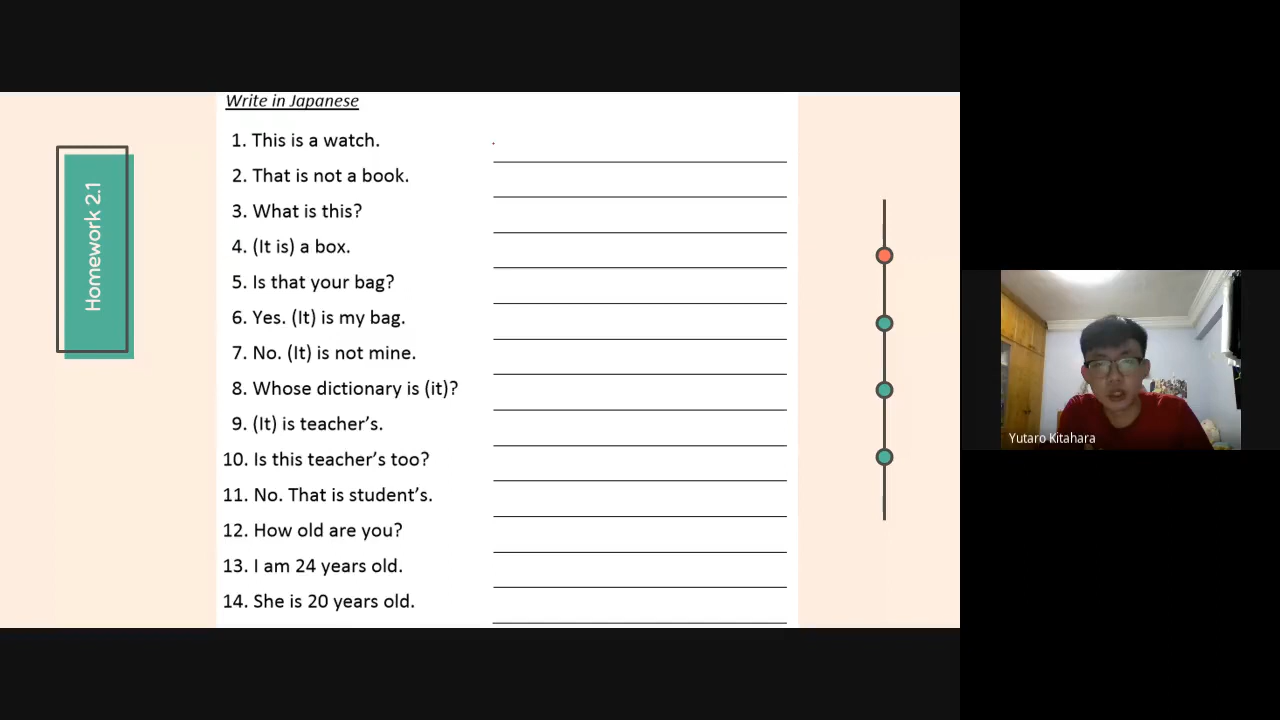 Write in Japanese
Homework 2.1
1. This is a watch.
2. That is not a book.
3. What is this?
4. (It is) a box.
5. Is that your bag?
6. Yes. (It) is my bag.
7. No. (It) is not mine.
8. Whose dictionary is (it)?
9. (It) is teacher’s.
10. Is this teacher’s too?
11. No. That is student’s.
12. How old are you?
13. I am 24 years old.
14. She is 20 years old.
Yutaro Kitahara